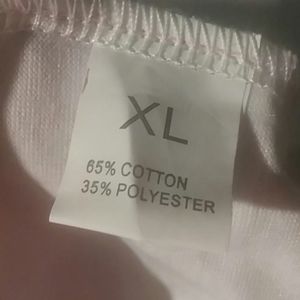 XL
65% COTTON
35% POLYESTER